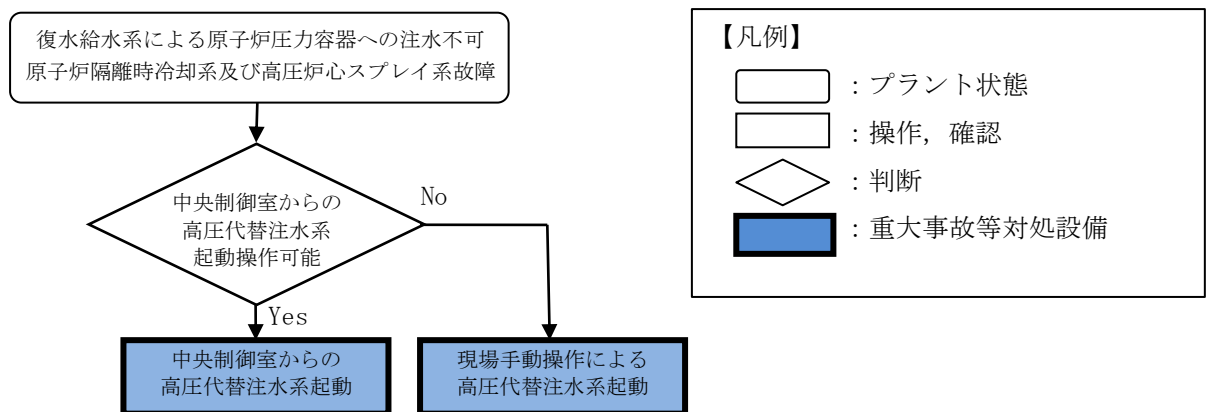 復水給水系による原子炉圧力容器への注水不可
原子炉隔離時冷却系及び高圧炉心スプレイ系故障
中央制御室からの
高圧代替注水系
起動操作可能
No
Yes
中央制御室からの
高圧代替注水系起動
現場手動操作による
高圧代替注水系起動
【凡例】
：プラント状態
：操作，確認
：判断
：重大事故等対処設備